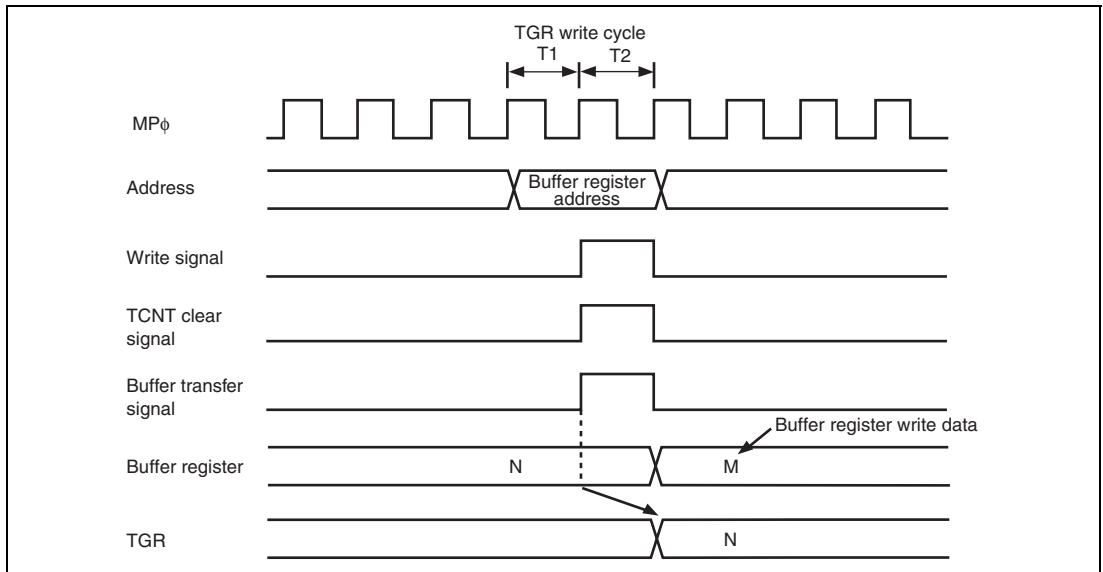 TGR write cycle
T1 T2
MPϕ
Address
Buffer register
address
Write signal
TCNT clear
signal
Buffer transfer
signal
Buffer register write data
Buffer register
N M
TGR
N